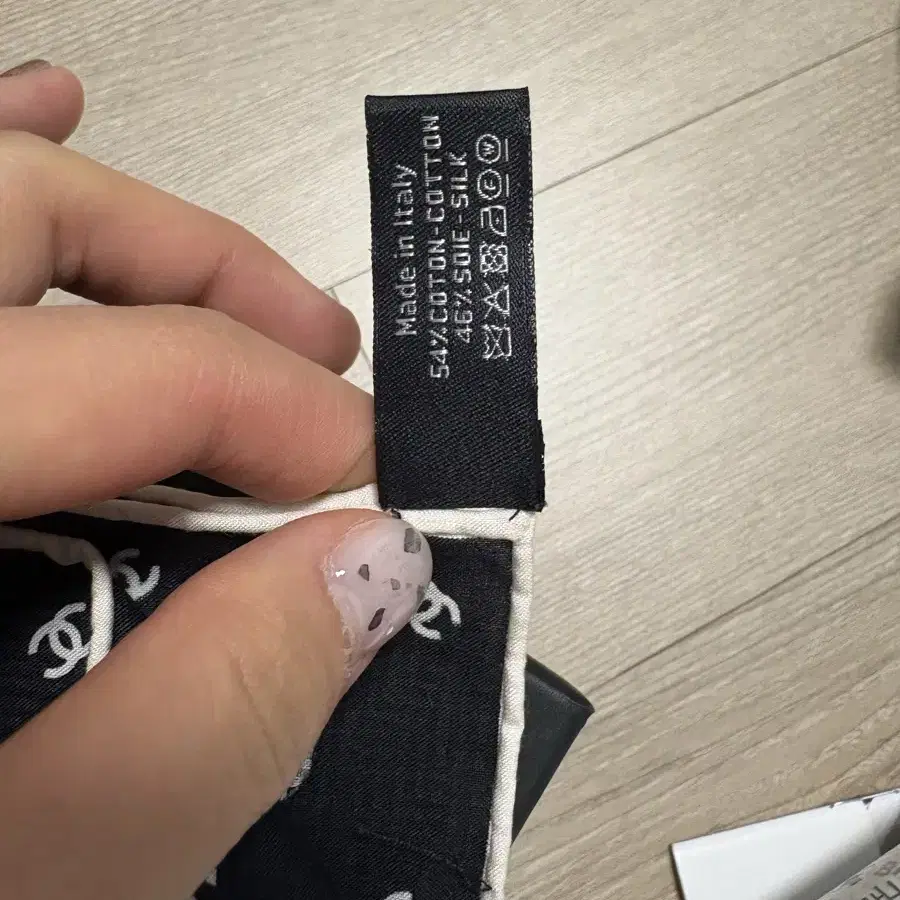 Made in Italy
54% COTON-COTTON
46% SOIE-SILK